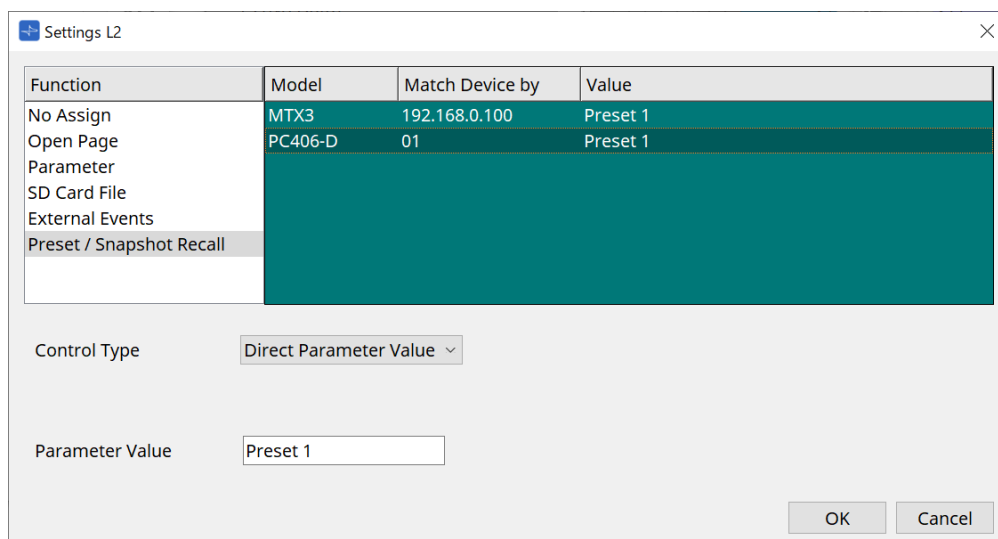 Settings L2
Function Model Match Device by Value
No Assign MTX3 192.168.0.100 Preset 1
Open Page PC406-D 01 Preset 1
Parameter
SD Card File
External Events
Preset / Snapshot Recall
Control Type Direct Parameter Value
Parameter Value Preset 1
OK Cancel